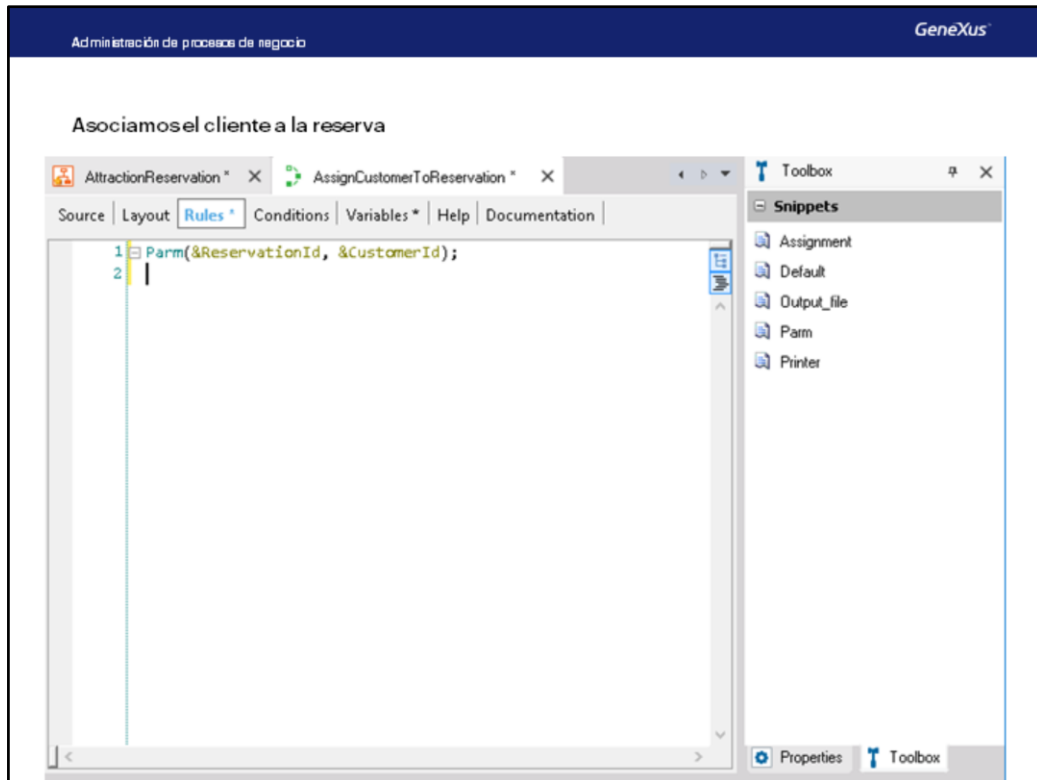 Administración de procesos de negocio
GeneXus
Asociamos el cliente a la reserva
AttractionReservation * X
AssignCustomerToReservation * X
Toolbox
Source | Layout | Rules * | Conditions | Variables * | Help | Documentation |
Snippets
1 Parm(&ReservationId, &CustomerId);
2
Assignment
Default
Output_file
Parm
Printer
Properties
Toolbox